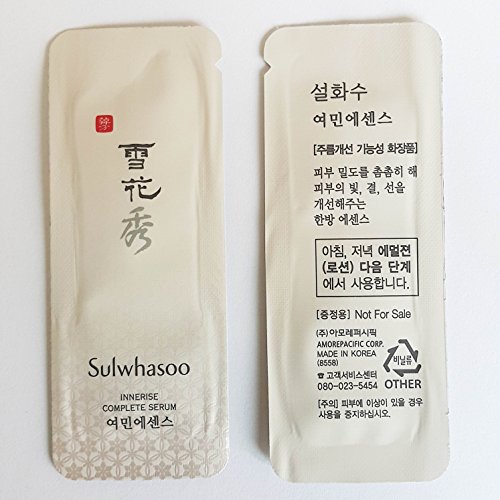 雪
花
秀
Sulwhasoo
INNERISE
COMPLETE SERUM
여민에센스
설화수
여민에센스
[주름개선 기능성 화장품]
피부 밀도를 촘촘히 해
피부의 빛, 결, 선을
개선해주는
한방 에센스
아침, 저녁 에멀젼
(로션) 다음 단계
에서 사용합니다.
[증정용] Not For Sale
(주)아모레퍼시픽
AMOREPACIFIC CORP.
MADE IN KOREA
(8558)
☎ 고객서비스센터
080-023-5454
비닐류
OTHER
[주의] 피부에 이상이 있을 경우
사용을 중지하십시오.